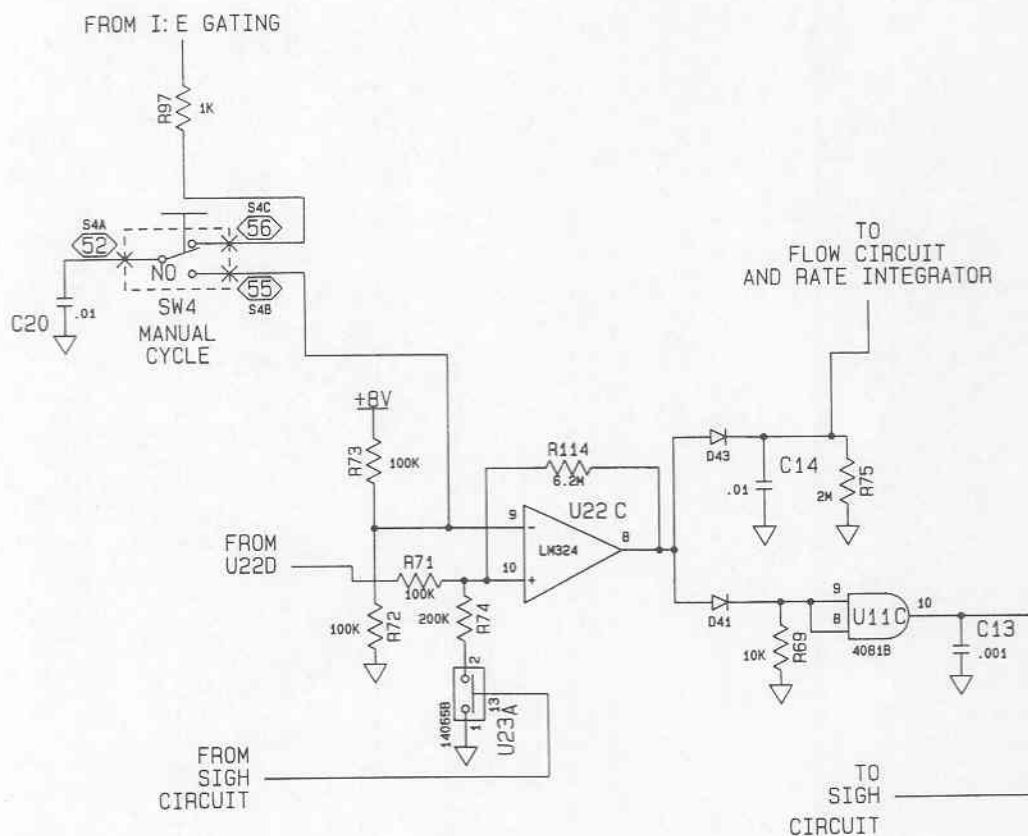 FROM I:E GATING
R97
1K
S4A
52
S4C
56
NO
55
S4B
C20
.01
SW4
MANUAL
CYCLE
TO
FLOW CIRCUIT
AND RATE INTEGRATOR
+8V
R73
100K
R114
6.2M
D43
C14
.01
2M
R75
9
-
U22C
LM324
8
10
+
FROM
U22D
R71
100K
100K
R72
200K
R74
D41
10K
R69
9
8
U11C
4081B
10
C13
.001
2
14066B
1
13
U23A
FROM
SIGH
CIRCUIT
TO
SIGH
CIRCUIT